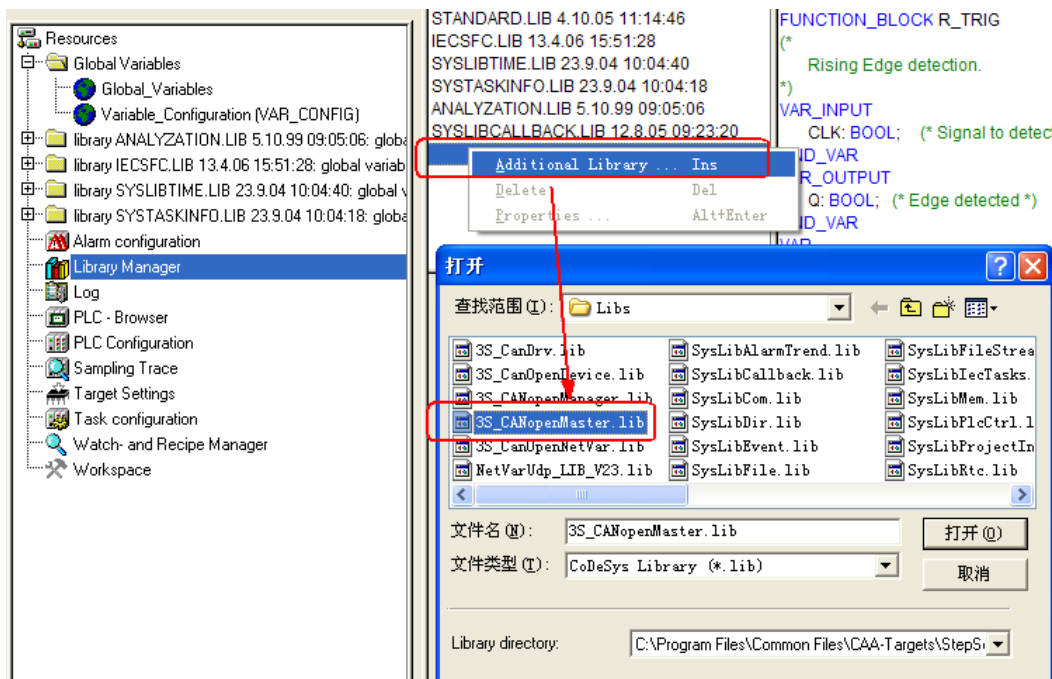 Resources
Global Variables
Global_Variables
Variable_Configuration (VAR_CONFIG)
library ANALYZATION.LIB 5.10.99 09:05:06: globa
library IECSFC.LIB 13.4.06 15:51:28: global variab
library SYSLIBTIME.LIB 23.9.04 10:04:40: global v
library SYSTASKINFO.LIB 23.9.04 10:04:18: globa
Alarm configuration
Library Manager
Log
PLC - Browser
PLC Configuration
Sampling Trace
Target Settings
Task configuration
Watch- and Recipe Manager
Workspace
STANDARD.LIB 4.10.05 11:14:46
IECSFC.LIB 13.4.06 15:51:28
SYSLIBTIME.LIB 23.9.04 10:04:40
SYSTASKINFO.LIB 23.9.04 10:04:18
ANALYZATION.LIB 5.10.99 09:05:06
SYSLIBCALLBACK.LIB 12.8.05 09:23:20
Additional Library ... Ins
Delete Del
Properties ... Alt+Enter
FUNCTION_BLOCK R_TRIG
(*
Rising Edge detection.
*)
VAR_INPUT
CLK: BOOL; (* Signal to detect
ND_VAR
R_OUTPUT
Q: BOOL; (* Edge detected *)
ND_VAR
VAR
打开
查找范围(I): Libs
3S_CanDrv.lib SysLibAlarmTrend.lib SysLibFileStrea
3S_CanOpenDevice.lib SysLibCallback.lib SysLibIecTasks.
3S_CANopenManager.lib SysLibCom.lib SysLibMem.lib
3S_CANopenMaster.lib SysLibDir.lib SysLibPlcCtrl.l
3S_CanOpenNetVar.lib SysLibEvent.lib SysLibProjectIn
NetVarUdp_LIB_V23.lib SysLibFile.lib SysLibRtc.lib
文件名(N): 3S_CANopenMaster.lib 打开(O)
文件类型(T): CoDeSys Library (*.lib) 取消
Library directory: C:\Program Files\Common Files\CAA-Targets\StepS